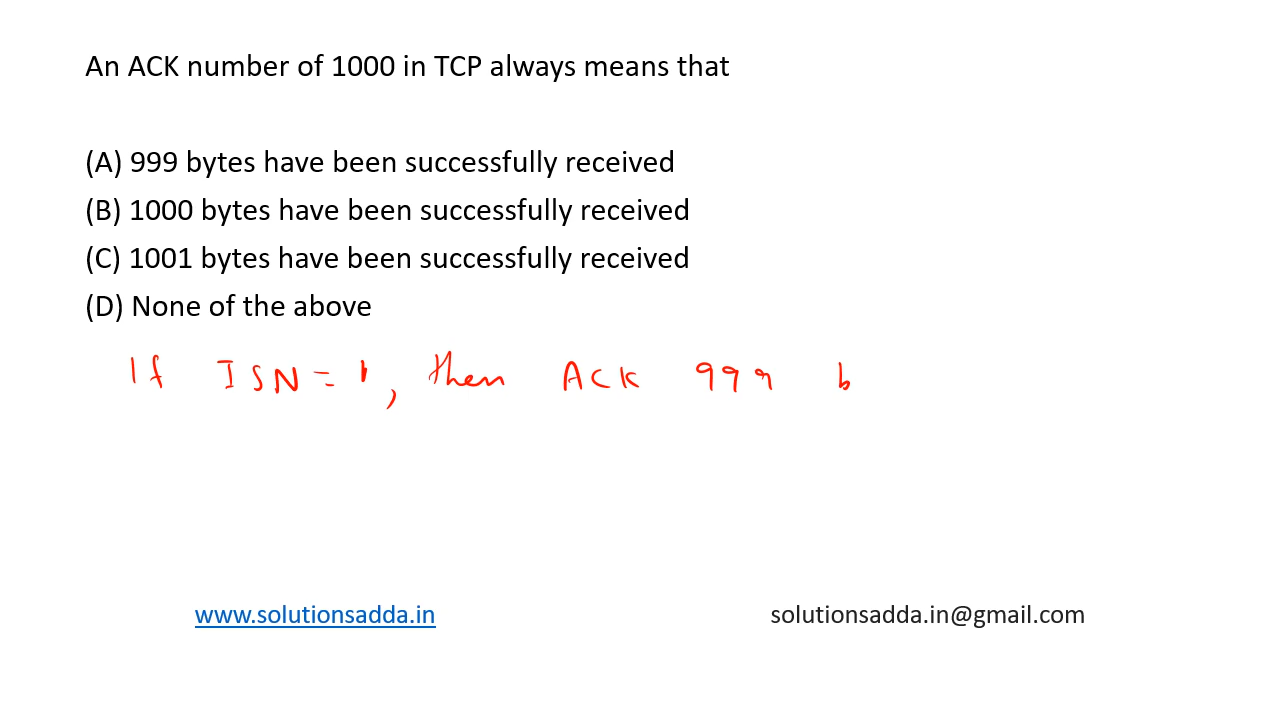 An ACK number of 1000 in TCP always means that
(A) 999 bytes have been successfully received
(B) 1000 bytes have been successfully received
(C) 1001 bytes have been successfully received
(D) None of the above
If ISN = 1, then ACK 999 b
www.solutionsadda.in solutionsadda.in@gmail.com